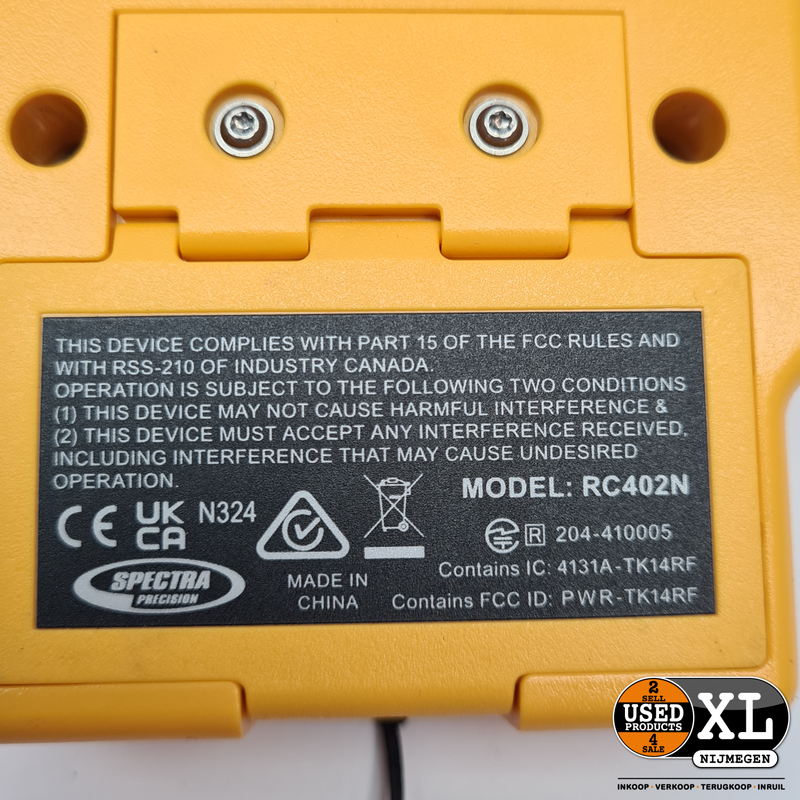 THIS DEVICE COMPLIES WITH PART 15 OF THE FCC RULES AND
WITH RSS-210 OF INDUSTRY CANADA.
OPERATION IS SUBJECT TO THE FOLLOWING TWO CONDITIONS
(1) THIS DEVICE MAY NOT CAUSE HARMFUL INTERFERENCE &
(2) THIS DEVICE MUST ACCEPT ANY INTERFERENCE RECEIVED,
INCLUDING INTERFERENCE THAT MAY CAUSE UNDESIRED
OPERATION.
MODEL: RC402N
CE UK
CA N324
R 204-410005
SPECTRA
PRECISION
MADE IN
CHINA
Contains IC: 4131A-TK14RF
Contains FCC ID: PWR-TK14RF
2
SELL
USED
PRODUCTS
4
SALE
XL
NIJMEGEN
INKOOP · VERKOOP · TERUGKOOP · INRUIL